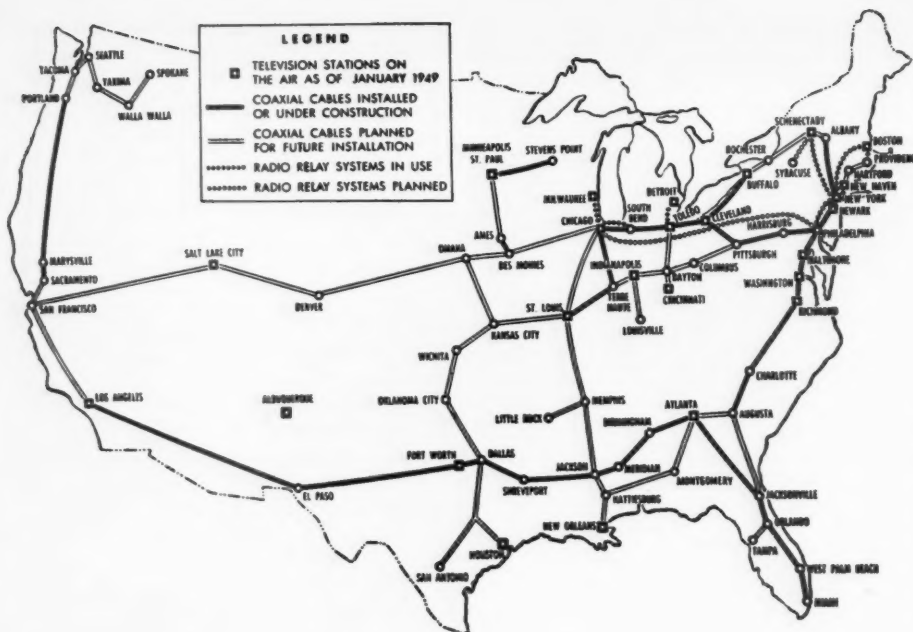 LEGEND
TELEVISION STATIONS ON
THE AIR AS OF JANUARY 1949
COAXIAL CABLES INSTALLED
OR UNDER CONSTRUCTION
COAXIAL CABLES PLANNED
FOR FUTURE INSTALLATION
RADIO RELAY SYSTEMS IN USE
RADIO RELAY SYSTEMS PLANNED
SEATTLE
TACOMA
SPOKANE
YAKIMA
PORTLAND
WALLA WALLA
MINNEAPOLIS
ST. PAUL
STEVENS POINT
SCHENECTADY
ALBANY
BOSTON
ROCHESTER
PROVIDENCE
SYRACUSE
HARTFORD
BUFFALO
NEW HAVEN
NEW YORK
NEWARK
MILWAUKEE
DETROIT
CHICAGO
SOUTH
BEND
TOLEDO
CLEVELAND
HARRISBURG
PHILADELPHIA
AMES
DES MOINES
OMAHA
PITTSBURGH
BALTIMORE
INDIANAPOLIS
COLUMBUS
DAYTON
WASHINGTON
CINCINNATI
RICHMOND
MARYSVILLE
SACRAMENTO
SALT LAKE CITY
SAN FRANCISCO
DENVER
ST. LOUIS
TERRE
HAUTE
LOUISVILLE
KANSAS CITY
WICHITA
CHARLOTTE
LOS ANGELES
ALBUQUERQUE
OKLAHOMA CITY
LITTLE ROCK
MEMPHIS
ATLANTA
AUGUSTA
BIRMINGHAM
FORT WORTH
DALLAS
JACKSON
MERIDIAN
MONTGOMERY
SHREVEPORT
EL PASO
HATTIESBURG
JACKSONVILLE
NEW ORLEANS
ORLANDO
HOUSTON
TAMPA
SAN ANTONIO
WEST PALM BEACH
MIAMI